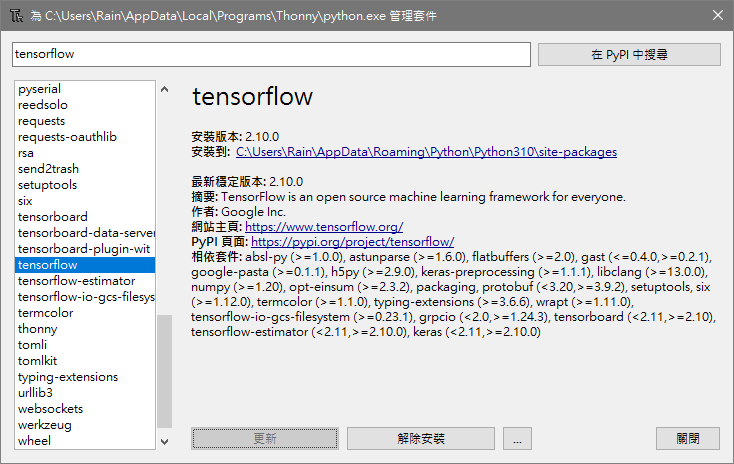 為 C:\Users\Rain\AppData\Local\Programs\Thonny\python.exe 管理套件
tensorflow
在 PyPI 中搜尋
pyserial
reedsolo
requests
requests-oauthlib
rsa
send2trash
setuptools
six
tensorboard
tensorboard-data-server
tensorboard-plugin-wit
tensorflow
tensorflow-estimator
tensorflow-io-gcs-filesys
termcolor
thonny
tomli
tomlkit
typing-extensions
urllib3
websockets
werkzeug
wheel
tensorflow
安裝版本: 2.10.0
安裝到: C:\Users\Rain\AppData\Roaming\Python\Python310\site-packages
最新穩定版本: 2.10.0
摘要: TensorFlow is an open source machine learning framework for everyone.
作者: Google Inc.
網站主頁: https://www.tensorflow.org/
PyPI 頁面: https://pypi.org/project/tensorflow/
相依套件: absl-py (>=1.0.0), astunparse (>=1.6.0), flatbuffers (>=2.0), gast (<=0.4.0,>=0.2.1),
google-pasta (>=0.1.1), h5py (>=2.9.0), keras-preprocessing (>=1.1.1), libclang (>=13.0.0),
numpy (>=1.20), opt-einsum (>=2.3.2), packaging, protobuf (<3.20,>=3.9.2), setuptools, six
(>=1.12.0), termcolor (>=1.1.0), typing-extensions (>=3.6.6), wrapt (>=1.11.0),
tensorflow-io-gcs-filesystem (>=0.23.1), grpcio (<2.0,>=1.24.3), tensorboard (<2.11,>=2.10),
tensorflow-estimator (<2.11,>=2.10.0), keras (<2.11,>=2.10.0)
更新
解除安裝
...
關閉